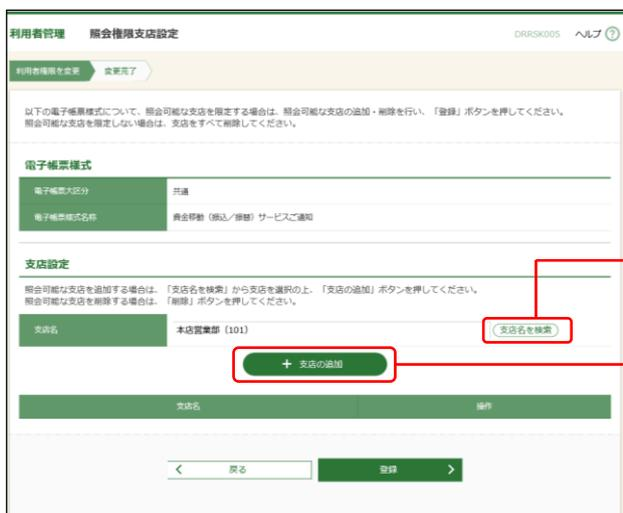 利用者管理　照会権限支店設定　DRRSK005　ヘルプ ?
利用者権限を変更　変更完了
以下の電子帳票様式について、照会可能な支店を限定する場合は、照会可能な支店の追加・削除を行い、「登録」ボタンを押してください。
照会可能な支店を限定しない場合は、支店をすべて削除してください。
電子帳票様式
電子帳票大区分　共通
電子帳票様式名称　資金移動（振込／振替）サービスご通知
支店設定
照会可能な支店を追加する場合は、「支店名を検索」から支店を選択の上、「支店の追加」ボタンを押してください。
照会可能な支店を削除する場合は、「削除」ボタンを押してください。
支店名　本店営業部（101）　支店名を検索
＋ 支店の追加
支店名　操作
戻る　登録